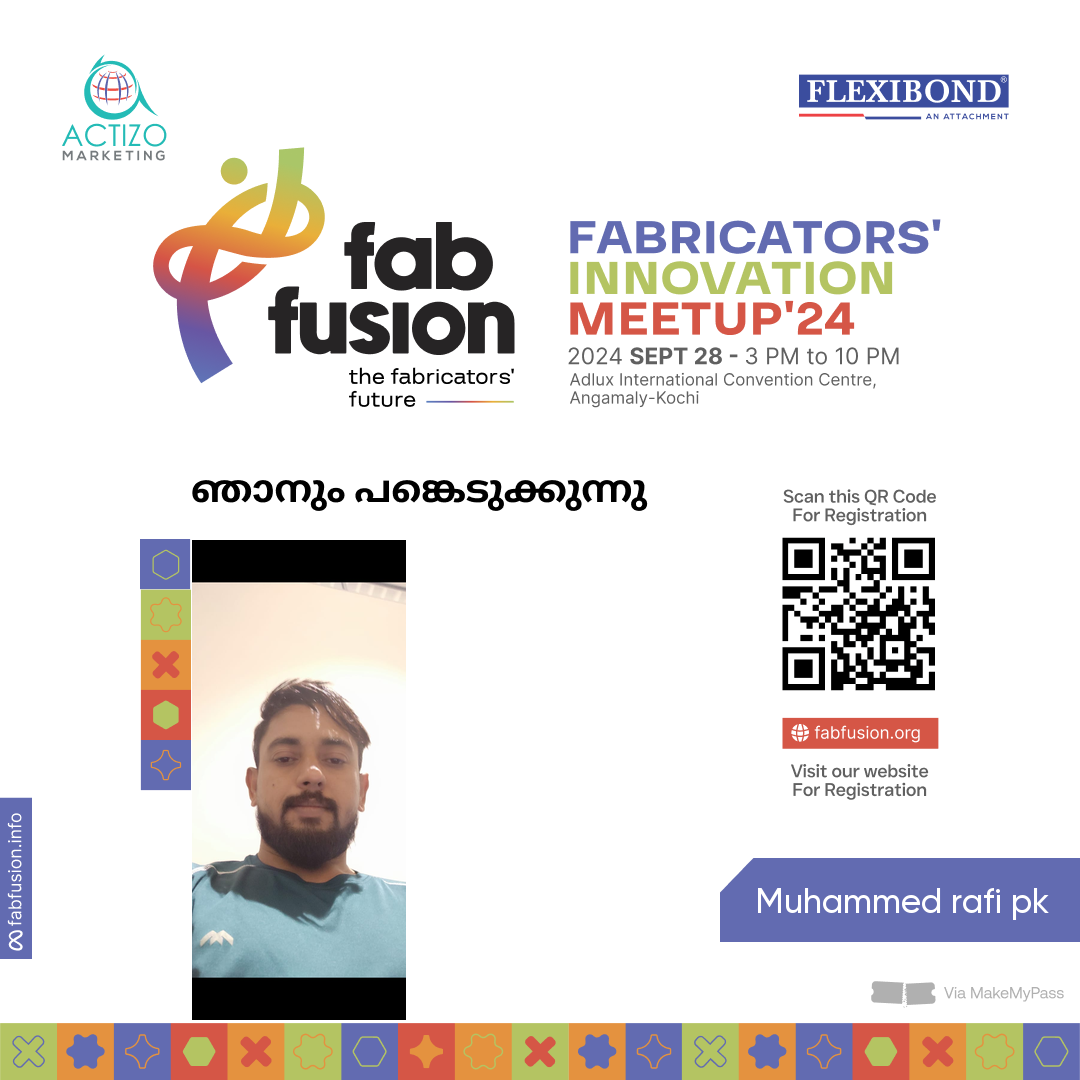 ACTIZO
MARKETING
FLEXIBOND®
AN ATTACHMENT
fab
fusion
the fabricators'
future
FABRICATORS'
INNOVATION
MEETUP'24
2024 SEPT 28 - 3 PM to 10 PM
Adlux International Convention Centre,
Angamaly-Kochi
ഞാനും പങ്കെടുക്കുന്നു
Scan this QR Code
For Registration
fabfusion.org
Visit our website
For Registration
fabfusion.info
Muhammed rafi pk
Via MakeMyPass